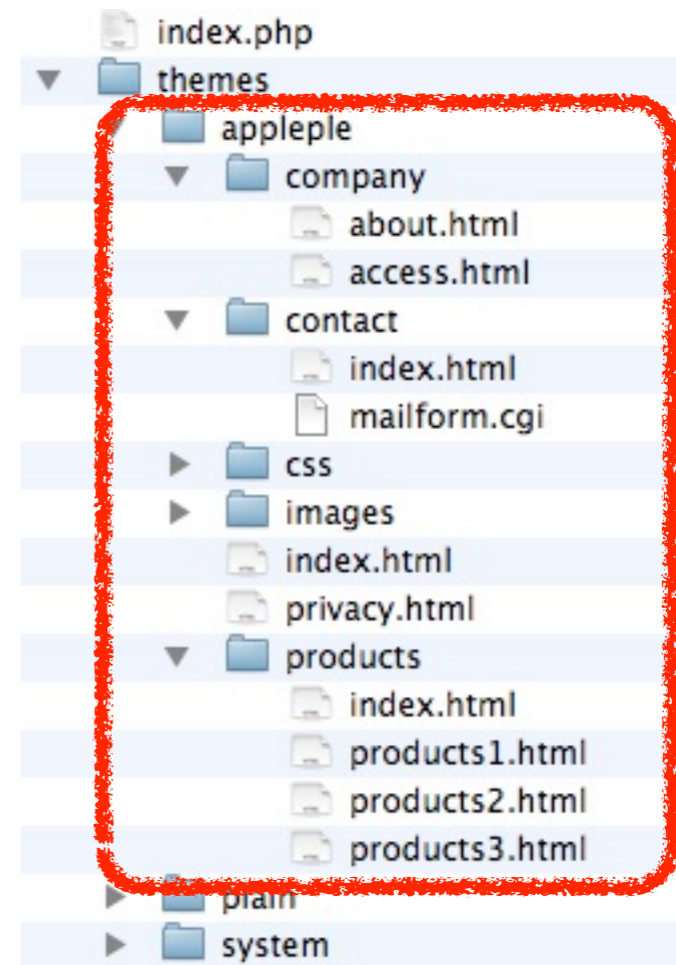 index.php
themes
appleple
company
about.html
access.html
contact
index.html
mailform.cgi
css
images
index.html
privacy.html
products
index.html
products1.html
products2.html
products3.html
plain
system